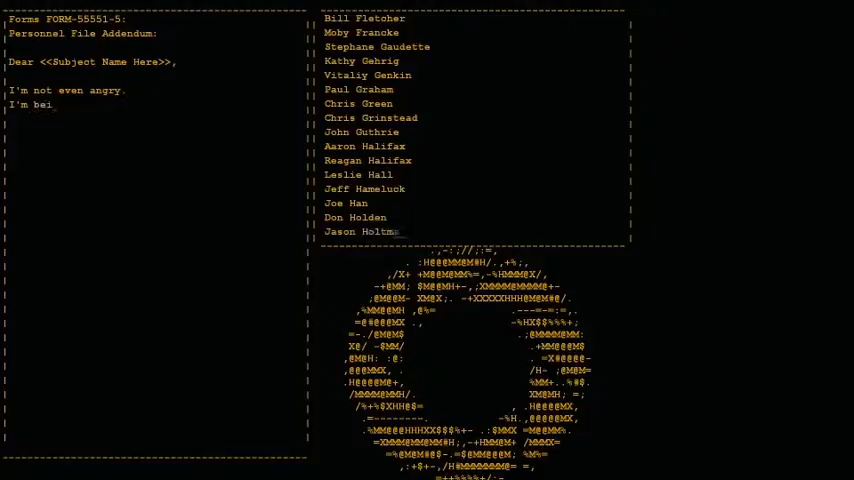 Forms FORM-55551-5:
Personnel File Addendum:
Dear <<Subject Name Here>>,
I'm not even angry.
I'm bei
Bill Fletcher
Moby Francke
Stephane Gaudette
Kathy Gehrig
Vitaliy Genkin
Paul Graham
Chris Green
Chris Grinstead
John Guthrie
Aaron Halifax
Reagan Halifax
Leslie Hall
Jeff Hameluck
Joe Han
Don Holden
Jason Holtm